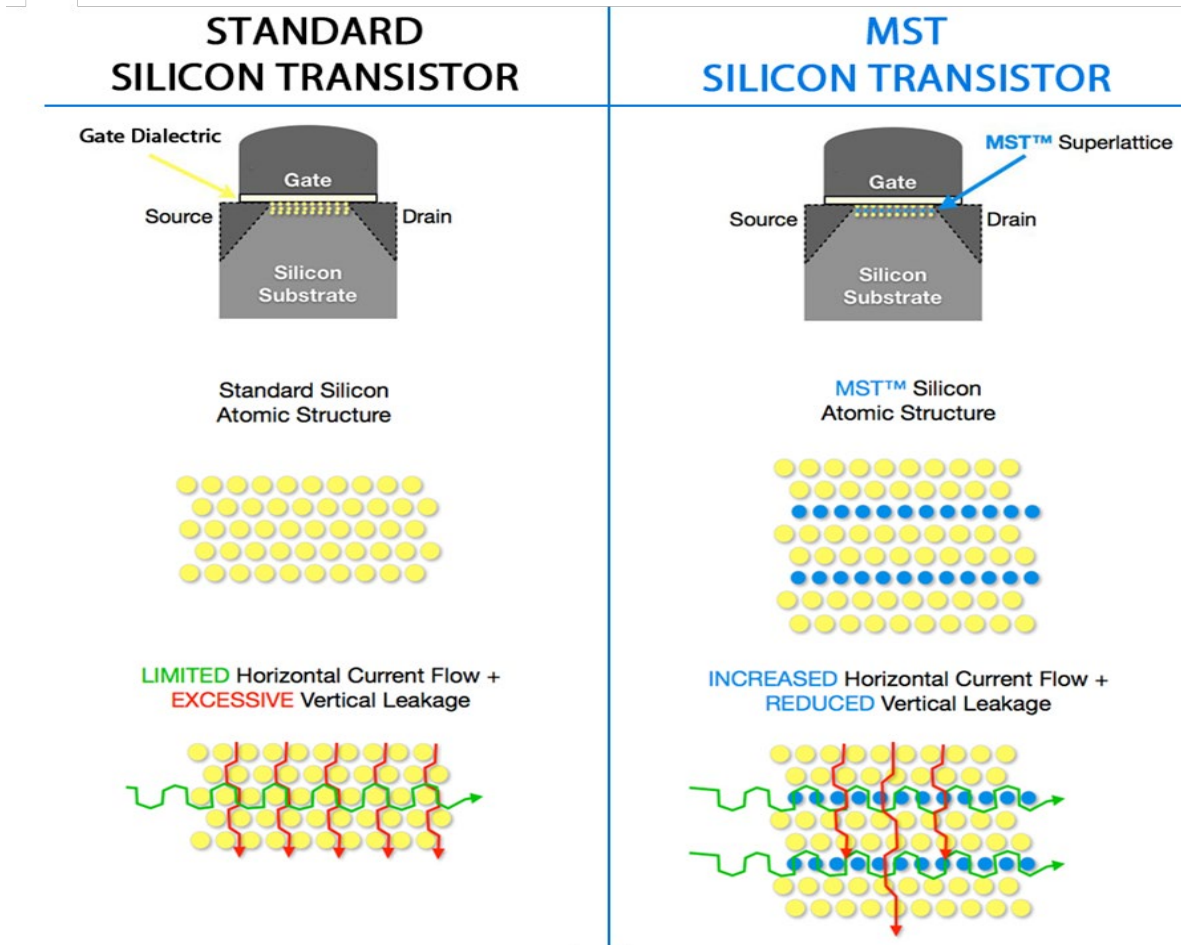 STANDARD
SILICON TRANSISTOR
Gate Dialectric
Gate
Source
Drain
Silicon
Substrate
Standard Silicon
Atomic Structure
LIMITED Horizontal Current Flow +
EXCESSIVE Vertical Leakage
MST
SILICON TRANSISTOR
MST™ Superlattice
Gate
Source
Drain
Silicon
Substrate
MST™ Silicon
Atomic Structure
INCREASED Horizontal Current Flow +
REDUCED Vertical Leakage